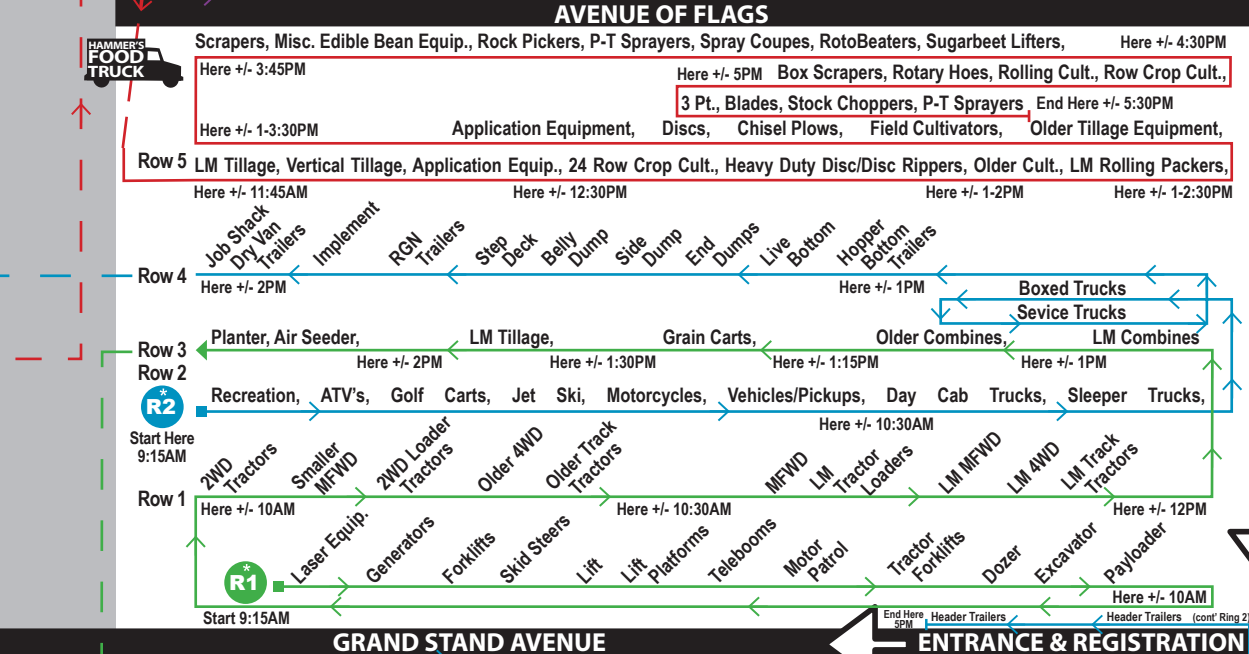 AVENUE OF FLAGS
HAMMER'S
FOOD
TRUCK
Scrapers, Misc. Edible Bean Equip., Rock Pickers, P-T Sprayers, Spray Coupes, RotoBeaters, Sugarbeet Lifters, Here +/- 4:30PM
Here +/- 3:45PM Here +/- 5PM Box Scrapers, Rotary Hoes, Rolling Cult., Row Crop Cult.,
3 Pt., Blades, Stock Choppers, P-T Sprayers End Here +/- 5:30PM
Here +/- 1-3:30PM Application Equipment, Discs, Chisel Plows, Field Cultivators, Older Tillage Equipment,
Row 5 LM Tillage, Vertical Tillage, Application Equip., 24 Row Crop Cult., Heavy Duty Disc/Disc Rippers, Older Cult., LM Rolling Packers,
Here +/- 11:45AM Here +/- 12:30PM Here +/- 1-2PM Here +/- 1-2:30PM
Job Shack
Dry Van
Trailers
Implement
RGN
Trailers
Step
Deck
Belly
Dump
Side
Dump
End
Dumps
Live
Bottom
Hopper
Bottom
Trailers
Row 4
Here +/- 2PM Here +/- 1PM
Boxed Trucks
Sevice Trucks
Row 3 Planter, Air Seeder, LM Tillage, Grain Carts, Older Combines, LM Combines
Here +/- 2PM Here +/- 1:30PM Here +/- 1:15PM Here +/- 1PM
Row 2
*
R2
Start Here
9:15AM
Recreation, ATV's, Golf Carts, Jet Ski, Motorcycles, Vehicles/Pickups, Day Cab Trucks, Sleeper Trucks,
Here +/- 10:30AM
2WD
Tractors
Smaller
MFWD
2WD Loader
Tractors
Older 4WD
Older Track
Tractors
MFWD
LM
Tractor
Loaders
LM MFWD
LM 4WD
LM Track
Tractors
Row 1
Here +/- 10AM Here +/- 10:30AM Here +/- 12PM
Laser Equip.
Generators
Forklifts
Skid Steers
Lift
Lift
Platforms
Telebooms
Motor
Patrol
Tractor
Forklifts
Dozer
Excavator
Payloader
*
R1
Here +/- 10AM
Start 9:15AM
End Here
5PM
Header Trailers Header Trailers (cont' Ring 2)
GRAND STAND AVENUE
ENTRANCE & REGISTRATION